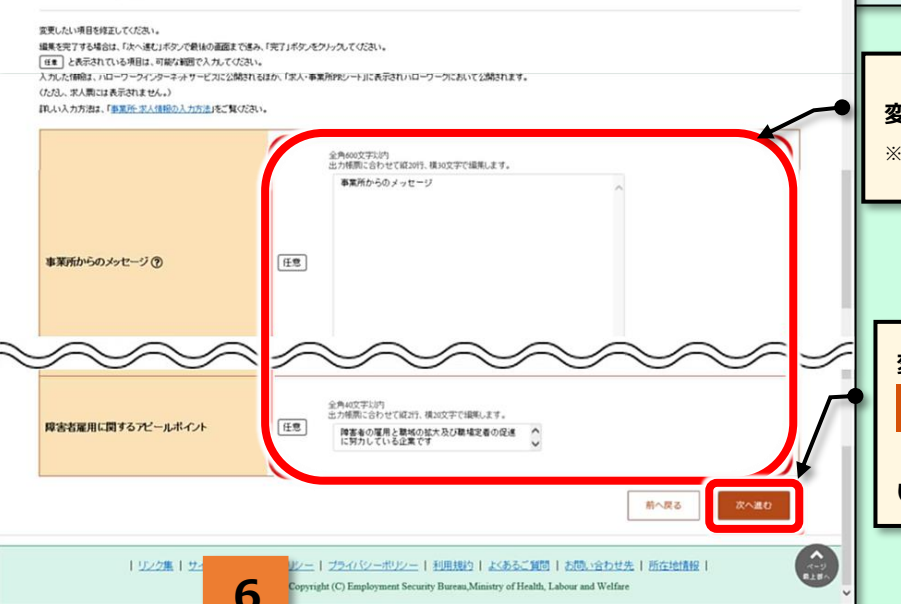 変更したい項目を修正してください。
編集を完了する場合は、「次へ進む」ボタンで最後の画面まで進み、「完了」ボタンをクリックしてください。
任意 と表示されている項目は、可能な範囲で入力してください。
入力した情報は、ハローワークインターネットサービスに公開されるほか、「求人・事業所PRシート」に表示されハローワークにおいて公開されます。
(ただし、求人票には表示されません。)
詳しい入力方法は、「事業所・求人情報の入力方法」をご覧ください。
変
※
全角600文字以内
出力帳票に合わせて縦20行、横30文字で編集します。
事業所からのメッセージ
事業所からのメッセージ ?
任意
全角40文字以内
出力帳票に合わせて縦2行、横20文字で編集します。
障害者雇用に関するアピールポイント
任意
障害者の雇用と職域の拡大及び職場定着の促進
に努力している企業です
前へ戻る
次へ進む
| リンク集 | サ
シー | プライバシーポリシー | 利用規約 | よくあるご質問 | お問い合わせ先 | 所在地情報 |
ページ
最上部へ
6
Copyright (C) Employment Security Bureau,Ministry of Health, Labour and Welfare